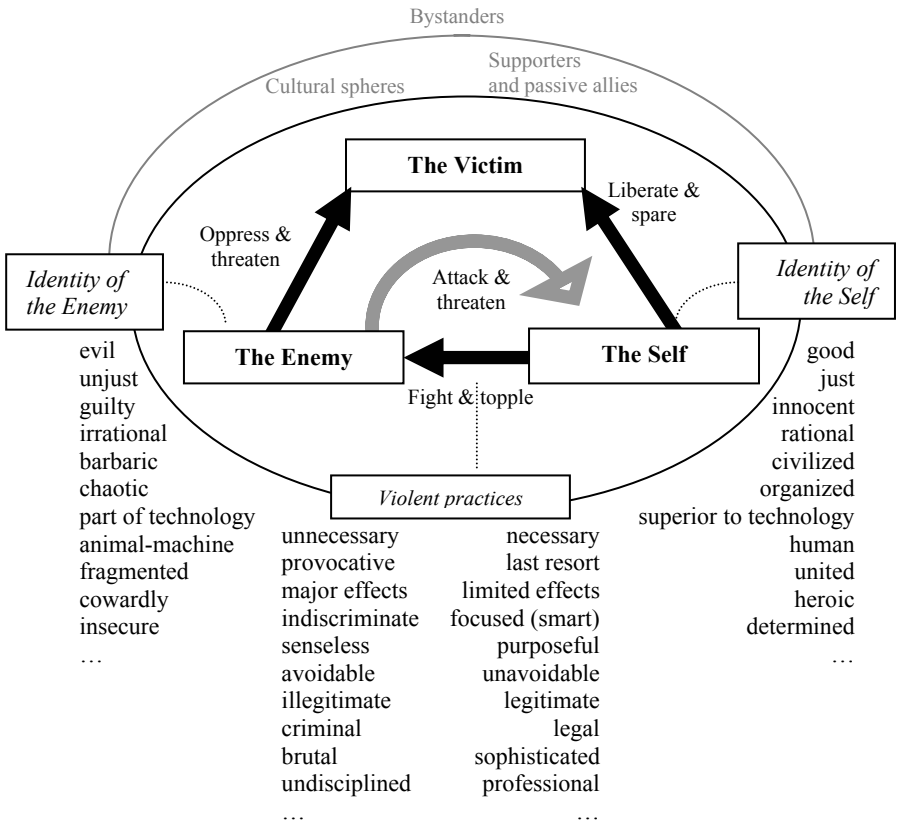 Bystanders
Supporters
and passive allies
Cultural spheres
The Victim
Liberate &
spare
Oppress &
threaten
Attack &
threaten
Identity of
the Enemy
Identity of
the Self
The Enemy
The Self
Fight & topple
evil
unjust
guilty
irrational
barbaric
chaotic
part of technology
animal-machine
fragmented
cowardly
insecure
…
good
just
innocent
rational
civilized
organized
superior to technology
human
united
heroic
determined
…
Violent practices
unnecessary
provocative
major effects
indiscriminate
senseless
avoidable
illegitimate
criminal
brutal
undisciplined
…
necessary
last resort
limited effects
focused (smart)
purposeful
unavoidable
legitimate
legal
sophisticated
professional
…